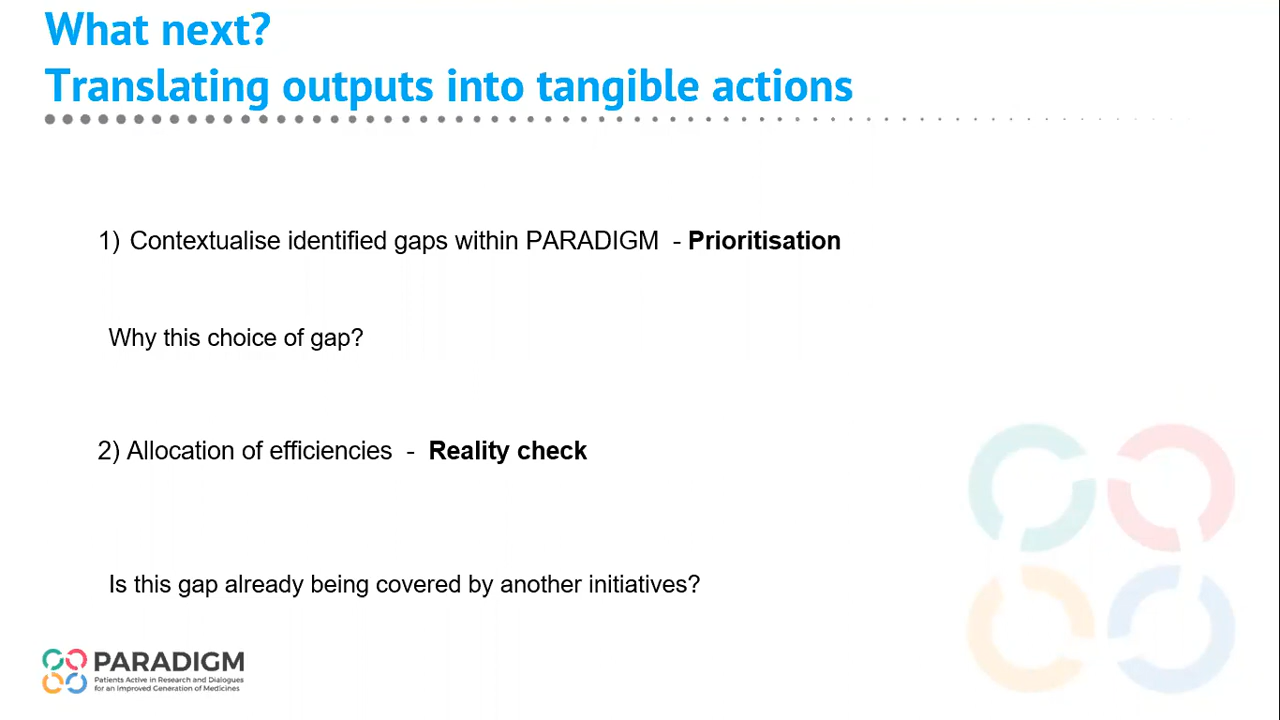 What next?
Translating outputs into tangible actions
1) Contextualise identified gaps within PARADIGM - Prioritisation
Why this choice of gap?
2) Allocation of efficiencies - Reality check
Is this gap already being covered by another initiatives?
PARADIGM
Patients Active in Research and Dialogues
for an Improved Generation of Medicines